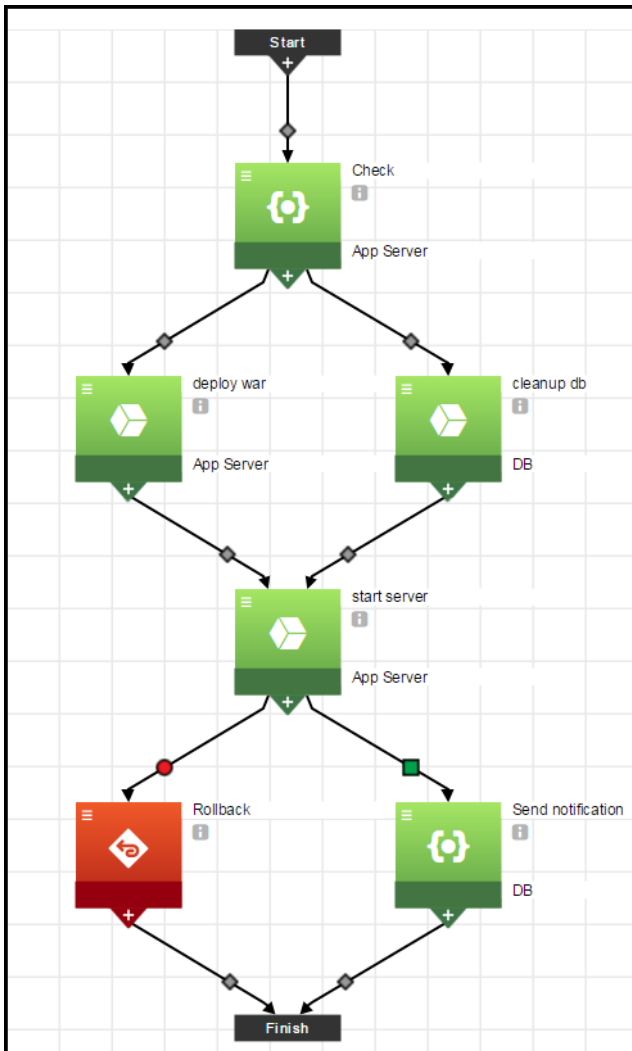 Start
Check
App Server
deploy war
App Server
cleanup db
DB
start server
App Server
Rollback
Send notification
DB
Finish